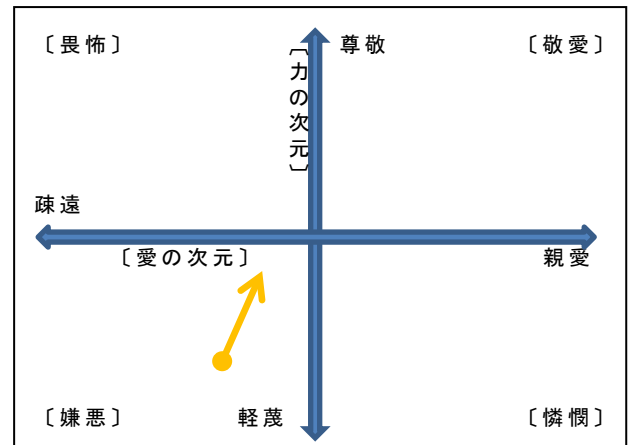 〔畏怖〕
〔力の次元〕
尊敬
〔敬愛〕
疎遠
〔愛の次元〕
親愛
〔嫌悪〕
軽蔑
〔憐憫〕